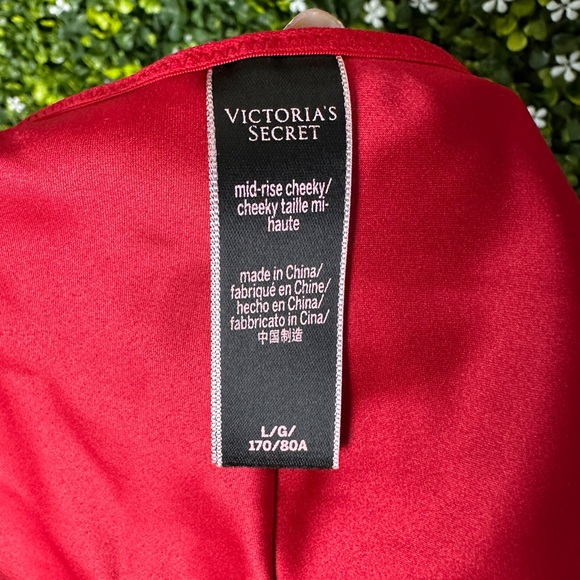 VICTORIA'S
SECRET
mid-rise cheeky/
cheeky taille mi-
haute
made in China/
fabriqué en Chine/
hecho en China/
fabbricato in Cina/
中国制造
L/G/
170/80A